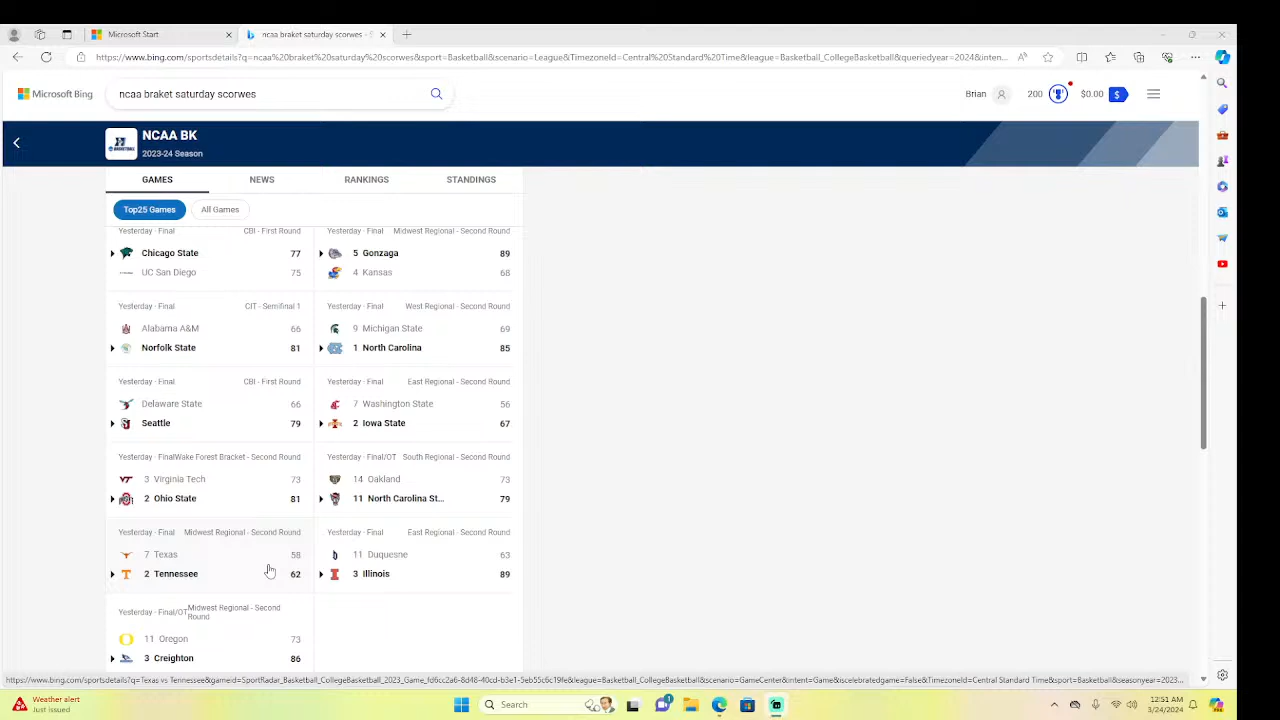 Microsoft Start
ncaa braket saturday scorwes - E
https://www.bing.com/sportsdetails?q=ncaa%20braket%20saturday%20scorwes&sport=Basketball&scenario=League&TimezoneId=Central%20Standard%20Time&league=Basketball_CollegeBasketball&queriedyear=2024&inten...
Microsoft Bing
ncaa braket saturday scorwes
Brian
200
$0.00
NCAA BK
2023-24 Season
GAMES NEWS RANKINGS STANDINGS
Top25 Games All Games
Yesterday · Final CBI - First Round
Chicago State 77
UC San Diego 75
Yesterday · Final Midwest Regional - Second Round
5 Gonzaga 89
4 Kansas 68
Yesterday · Final CIT - Semifinal 1
Alabama A&M 66
Norfolk State 81
Yesterday · Final West Regional - Second Round
9 Michigan State 69
1 North Carolina 85
Yesterday · Final CBI - First Round
Delaware State 66
Seattle 79
Yesterday · Final East Regional - Second Round
7 Washington State 56
2 Iowa State 67
Yesterday · FinalWake Forest Bracket - Second Round
3 Virginia Tech 73
2 Ohio State 81
Yesterday · Final/OT South Regional - Second Round
14 Oakland 73
11 North Carolina St... 79
Yesterday · Final Midwest Regional - Second Round
7 Texas 58
2 Tennessee 62
Yesterday · Final East Regional - Second Round
11 Duquesne 63
3 Illinois 89
Yesterday · Final/OT Midwest Regional - Second
Round
11 Oregon 73
3 Creighton 86
Weather alert
Just issued
Search
12:51 AM
3/24/2024